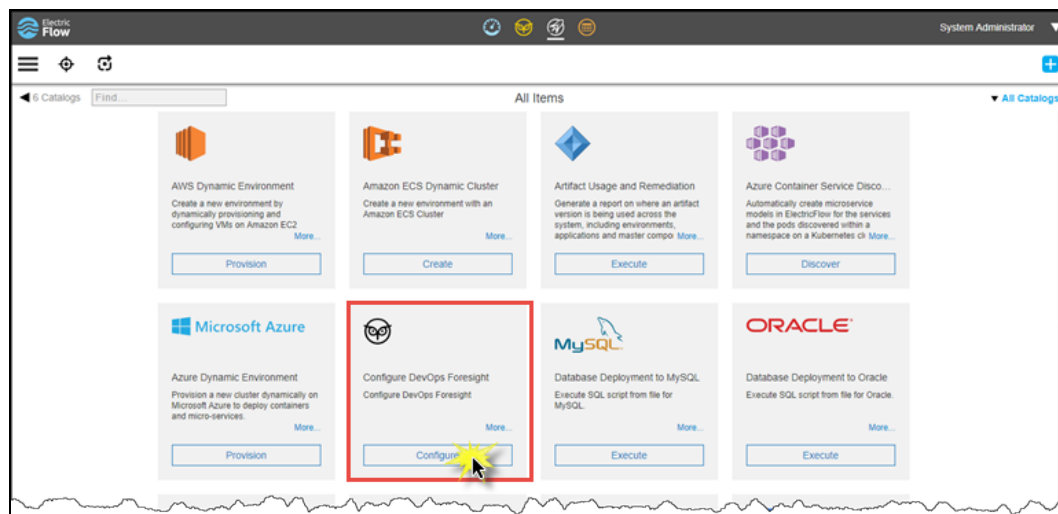 Electric
Flow
System Administrator
6 Catalogs
Find...
All Items
All Catalogs
AWS Dynamic Environment
Create a new environment by
dynamically provisioning and
configuring VMs on Amazon EC2
More...
Provision
Amazon ECS Dynamic Cluster
Create a new environment with an
Amazon ECS Cluster
More...
Create
Artifact Usage and Remediation
Generate a report on where an artifact
version is being used across the
system, including environments,
applications and master compo More...
Execute
Azure Container Service Disco...
Automatically create microservice
models in ElectricFlow for the services
and the pods discovered within a
namespace on a Kubernetes clu More...
Discover
Microsoft Azure
Azure Dynamic Environment
Provision a new cluster dynamically on
Microsoft Azure to deploy containers
and micro-services.
More...
Provision
Configure DevOps Foresight
Configure DevOps Foresight
More...
Configure
MySQL
Database Deployment to MySQL
Execute SQL script from file for
MySQL.
More...
Execute
ORACLE
Database Deployment to Oracle
Execute SQL script from file for Oracle.
More...
Execute